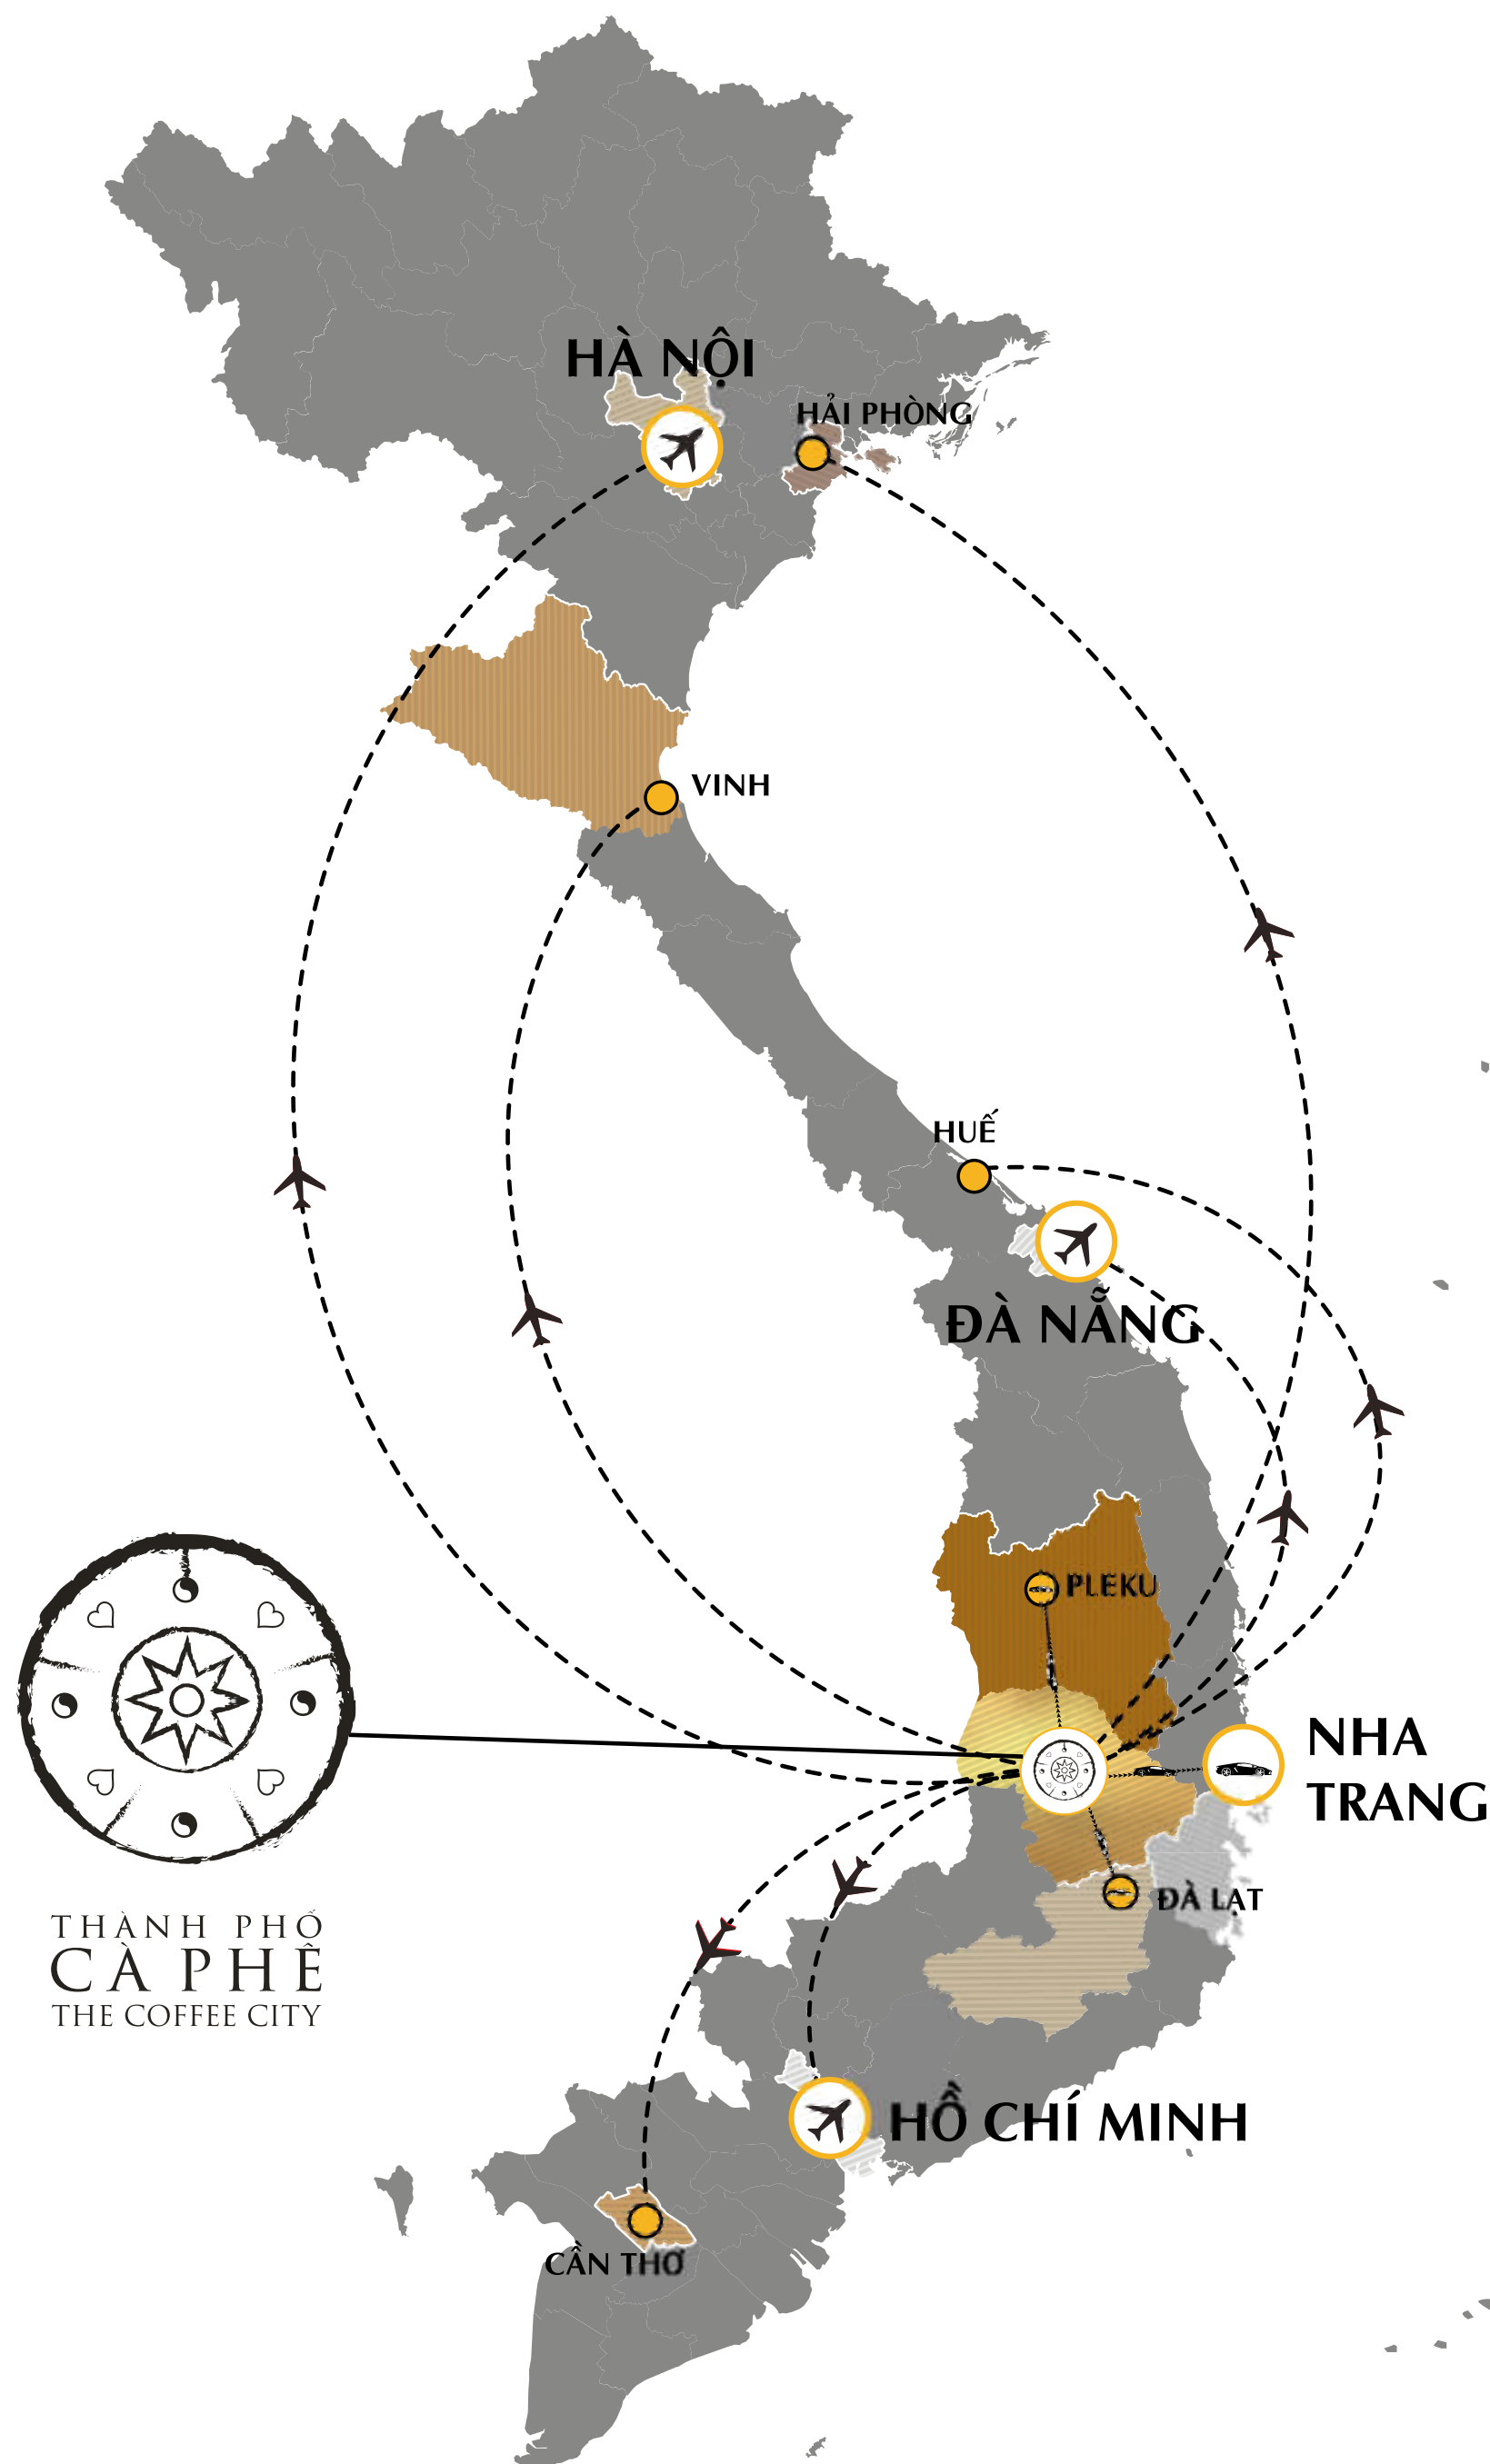 HÀ NỘI
HẢI PHÒNG
VINH
HUẾ
ĐÀ NẴNG
PLEKU
NHA
TRANG
ĐÀ LẠT
THÀNH PHỐ
CÀ PHÊ
THE COFFEE CITY
HỒ CHÍ MINH
CẦN THƠ